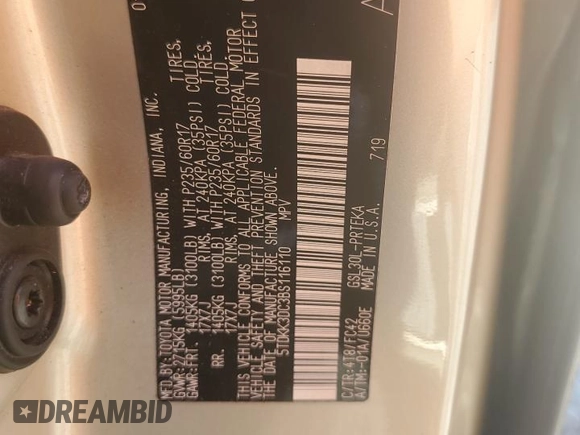 MFD.BY:TOYOTA MOTOR MANUFACTURING, INDIANA, INC.
GVWR:2715KG (5995LB)
GAWR:FRT. 1405KG (3100LB) WITH P235/60R17 TIRES,
17X7J RIMS, AT 240KPA (35PSI) COLD.
RR. 1405KG (3100LB) WITH P235/60R17 TIRES,
17X7J RIMS, AT 240KPA (35PSI) COLD.
THIS VEHICLE CONFORMS TO ALL APPLICABLE FEDERAL MOTOR
VEHICLE SAFETY AND THEFT PREVENTION STANDARDS IN EFFECT
ON THE DATE OF MANUFACTURE SHOWN ABOVE.
5TDKK3DC3BS116110 MPV
C/TR:4T8/FC42 GSL30L-PRTEKA
A/TM:-01A/U660E MADE IN U.S.A. 719
DREAMBID